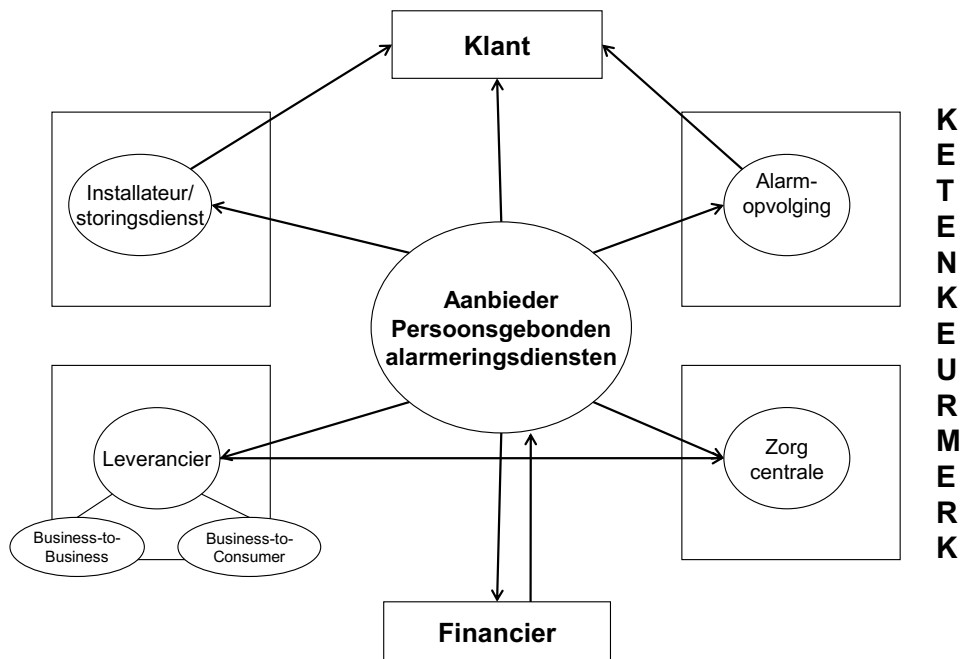 Klant
Installateur/
storingsdienst
Alarm-
opvolging
Aanbieder
Persoonsgebonden
alarmeringsdiensten
Leverancier
Zorg
centrale
Business-to-
Business
Business-to-
Consumer
Financier
K
E
T
E
N
K
E
U
R
M
E
R
K